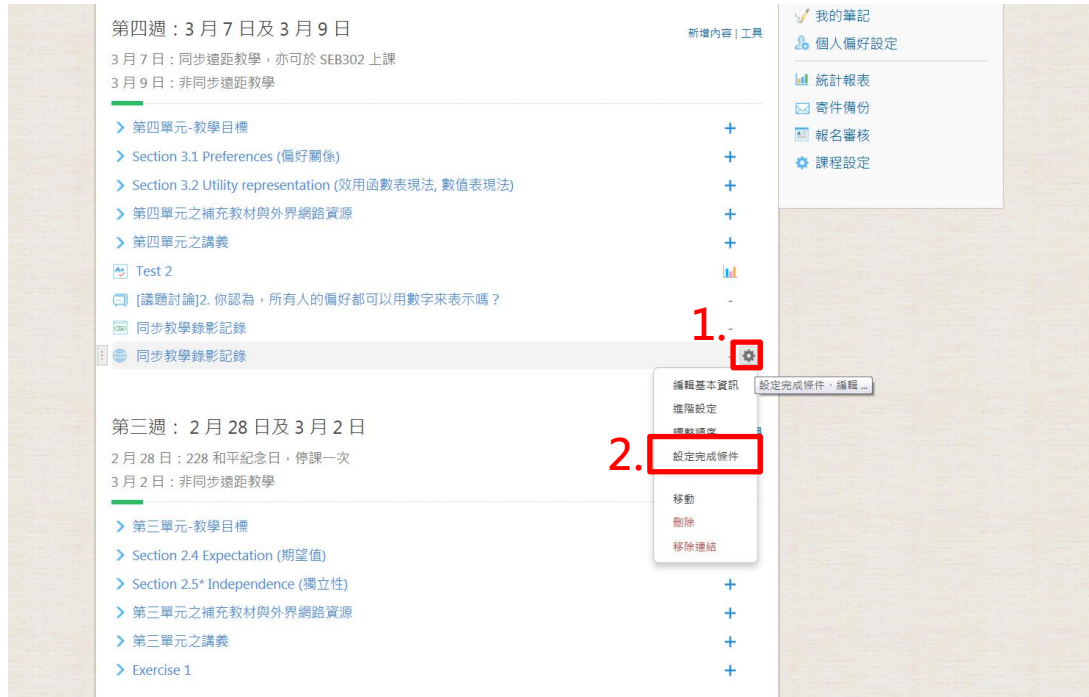 第四週：3 月 7 日及 3 月 9 日
新增內容 | 工具
3 月 7 日：同步遠距教學，亦可於 SEB302 上課
3 月 9 日：非同步遠距教學
第四單元-教學目標
Section 3.1 Preferences (偏好關係)
Section 3.2 Utility representation (效用函數表現法, 數值表現法)
第四單元之補充教材與外界網路資源
第四單元之講義
Test 2
[議題討論]2. 你認為，所有人的偏好都可以用數字來表示嗎？
同步教學錄影記錄
1.
同步教學錄影記錄
編輯基本資訊
設定完成條件、編輯 ...
進階設定
調整順序
2.
設定完成條件
移動
刪除
移除連結
第三週： 2 月 28 日及 3 月 2 日
2 月 28 日：228 和平紀念日，停課一次
3 月 2 日：非同步遠距教學
第三單元-教學目標
Section 2.4 Expectation (期望值)
Section 2.5* Independence (獨立性)
第三單元之補充教材與外界網路資源
第三單元之講義
Exercise 1
我的筆記
個人偏好設定
統計報表
寄件備份
報名審核
課程設定